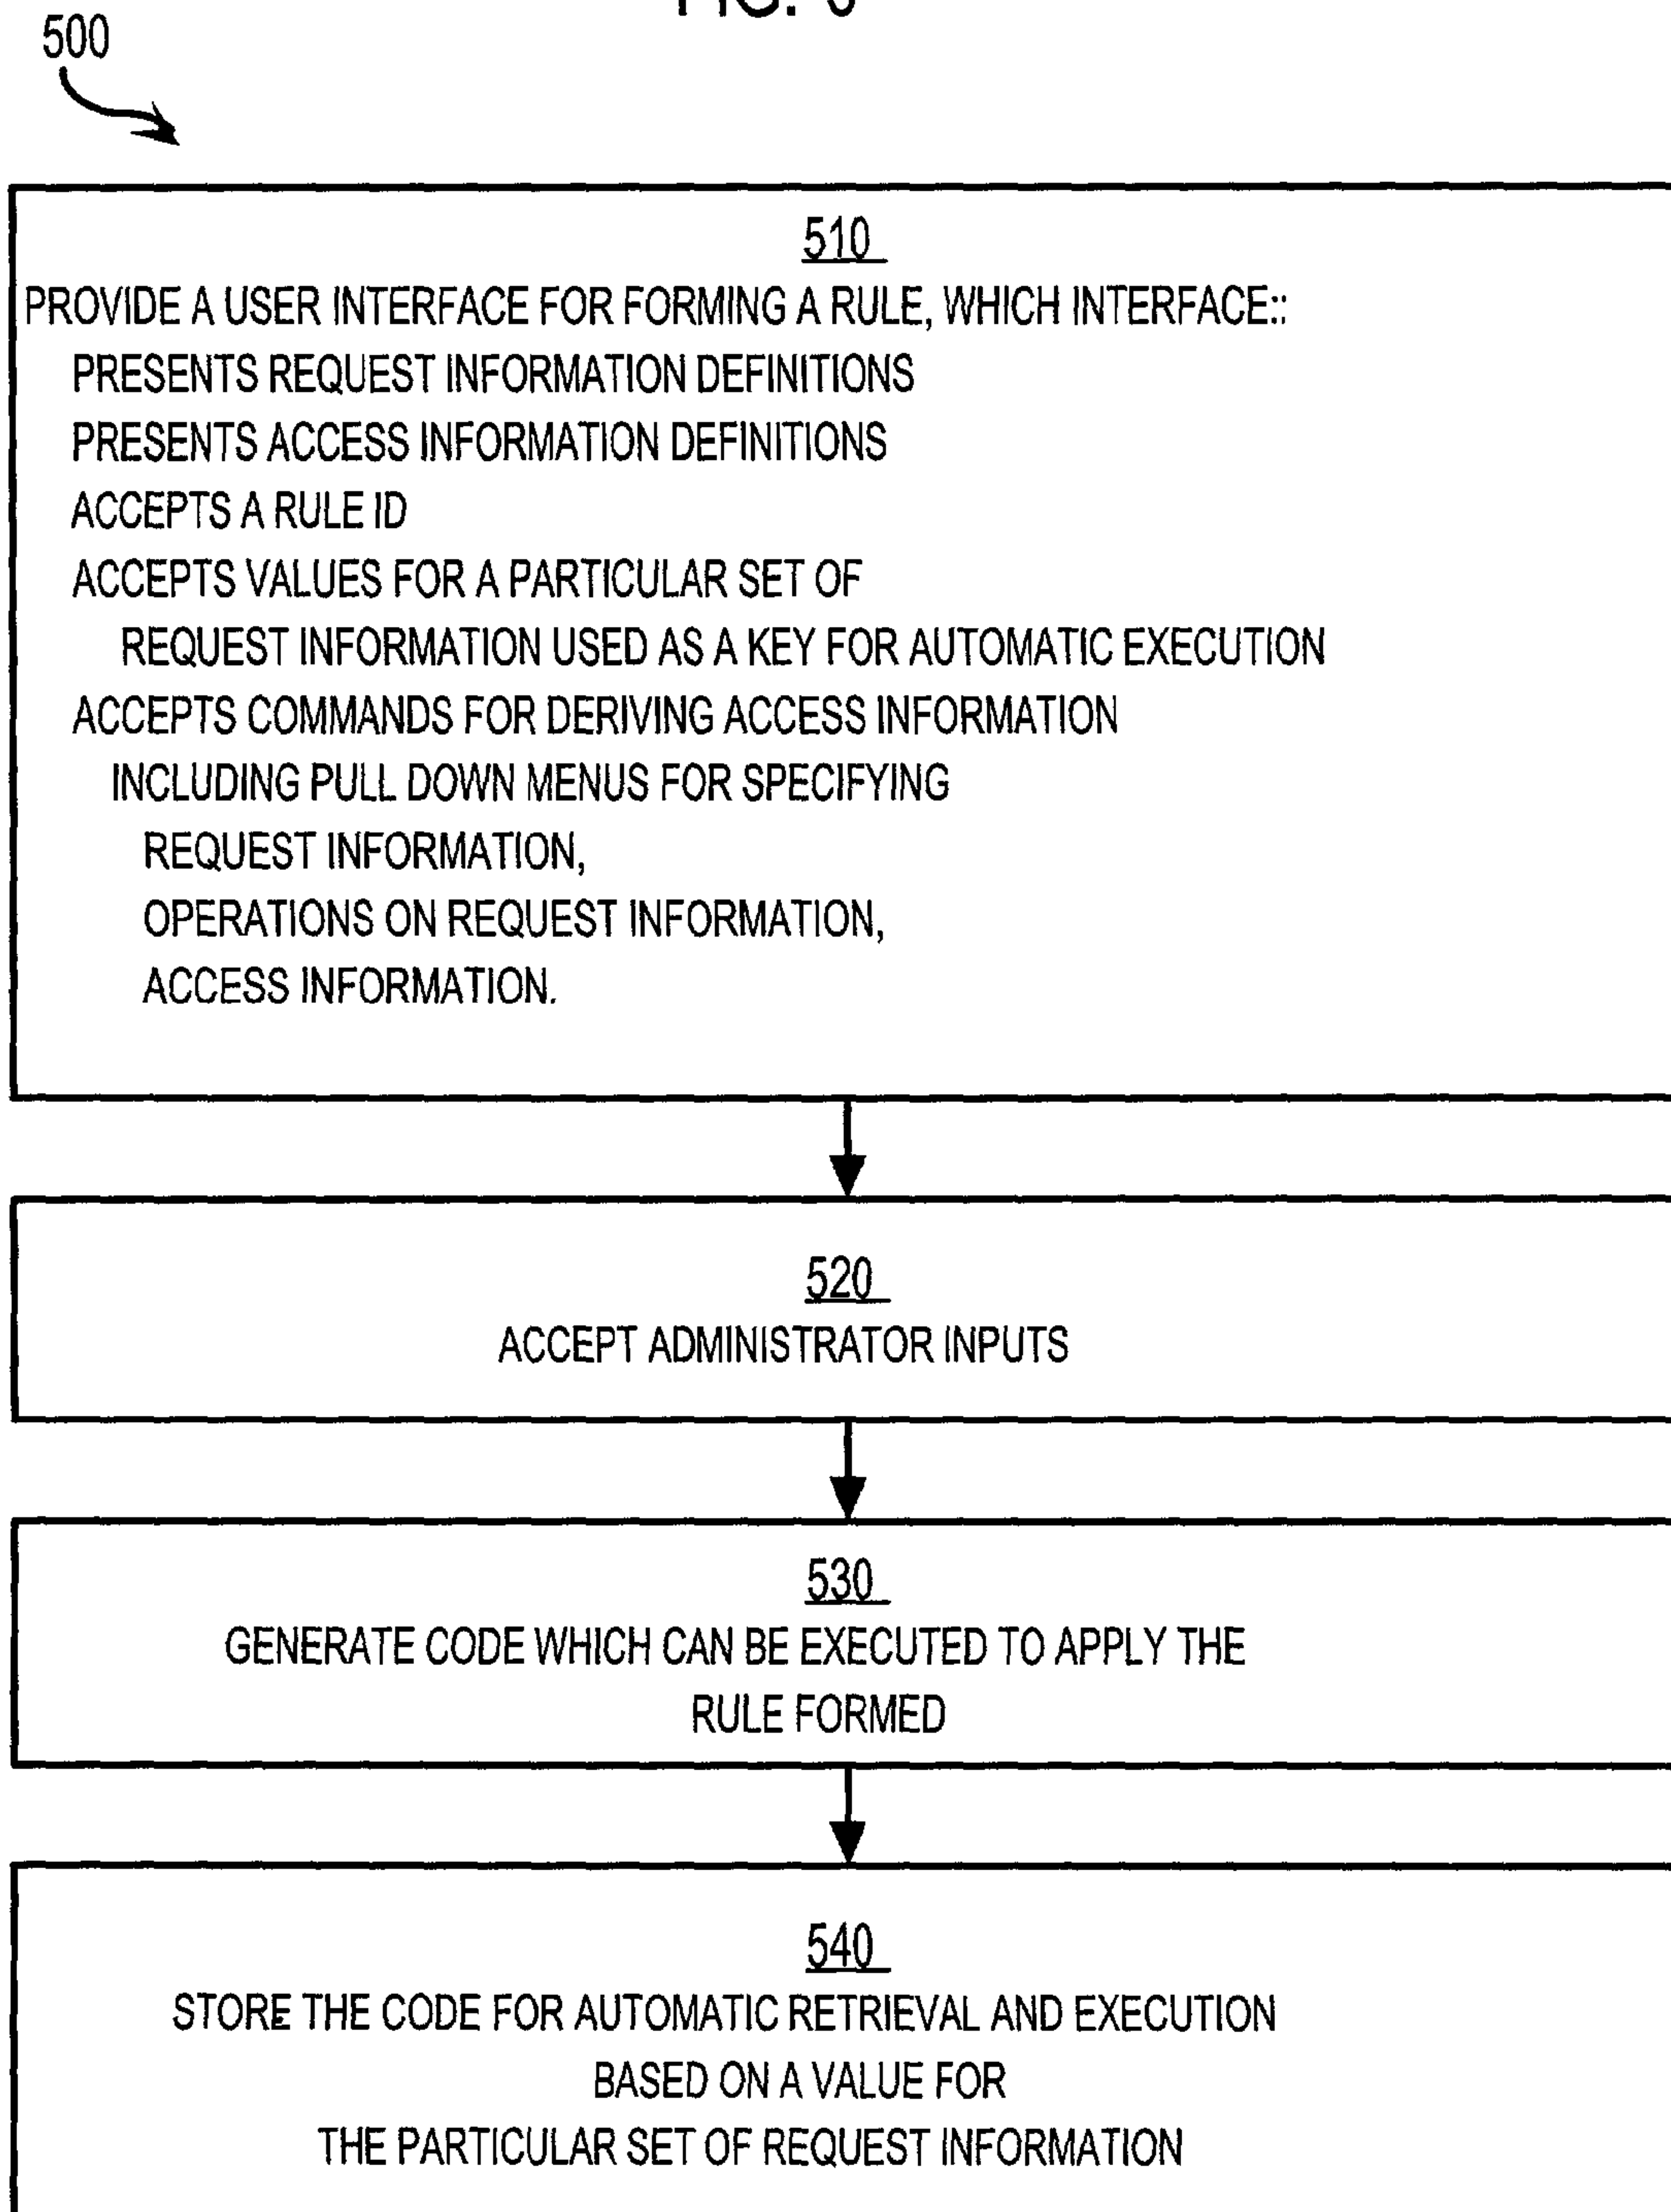 500
510
PROVIDE A USER INTERFACE FOR FORMING A RULE, WHICH INTERFACE::
PRESENTS REQUEST INFORMATION DEFINITIONS
PRESENTS ACCESS INFORMATION DEFINITIONS
ACCEPTS A RULE ID
ACCEPTS VALUES FOR A PARTICULAR SET OF
REQUEST INFORMATION USED AS A KEY FOR AUTOMATIC EXECUTION
ACCEPTS COMMANDS FOR DERIVING ACCESS INFORMATION
INCLUDING PULL DOWN MENUS FOR SPECIFYING
REQUEST INFORMATION,
OPERATIONS ON REQUEST INFORMATION,
ACCESS INFORMATION.
520
ACCEPT ADMINISTRATOR INPUTS
530
GENERATE CODE WHICH CAN BE EXECUTED TO APPLY THE
RULE FORMED
540
STORE THE CODE FOR AUTOMATIC RETRIEVAL AND EXECUTION
BASED ON A VALUE FOR
THE PARTICULAR SET OF REQUEST INFORMATION